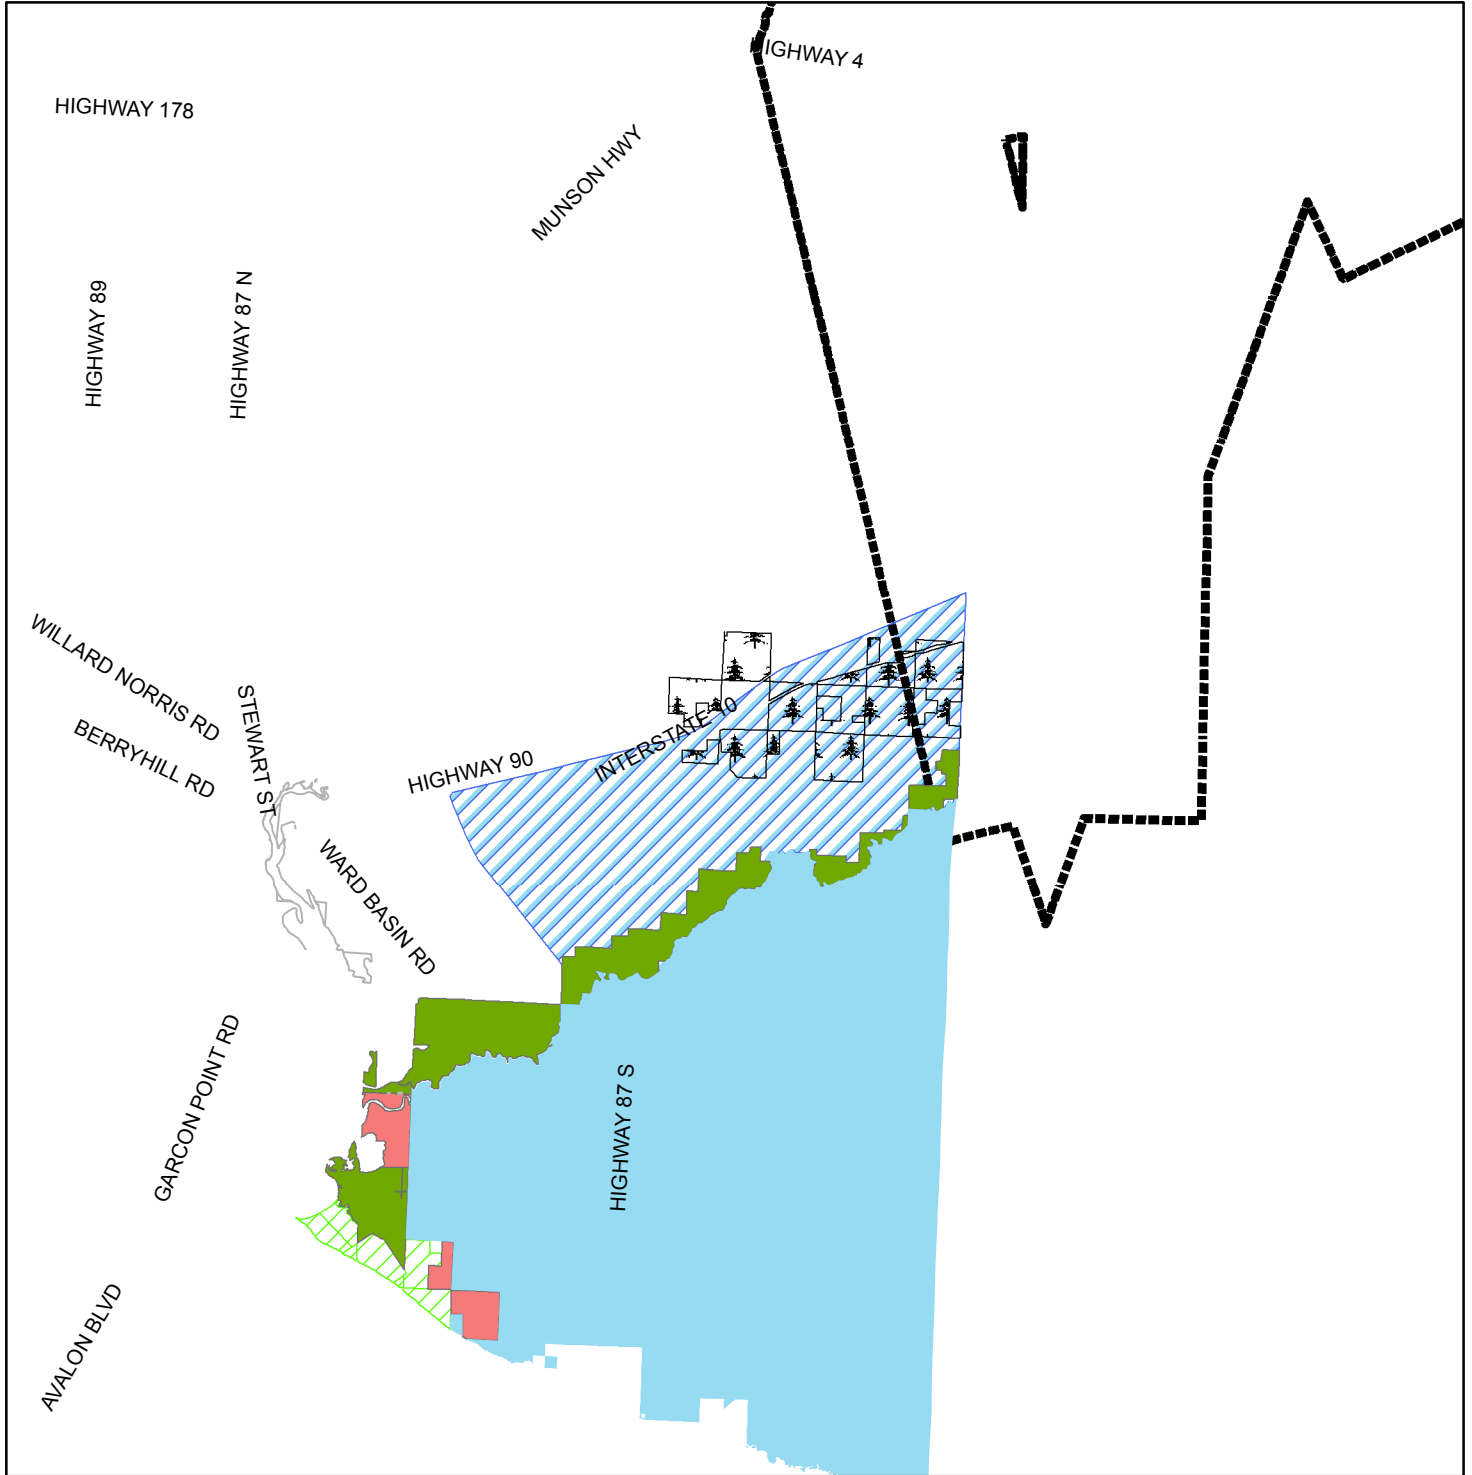 IGHWAY 4
HIGHWAY 178
MUNSON HWY
HIGHWAY 89
HIGHWAY 87 N
WILLARD NORRIS RD
STEWART ST
BERRYHILL RD
INTERSTATE 10
HIGHWAY 90
WARD BASIN RD
GARCON POINT RD
HIGHWAY 87 S
AVALON BLVD